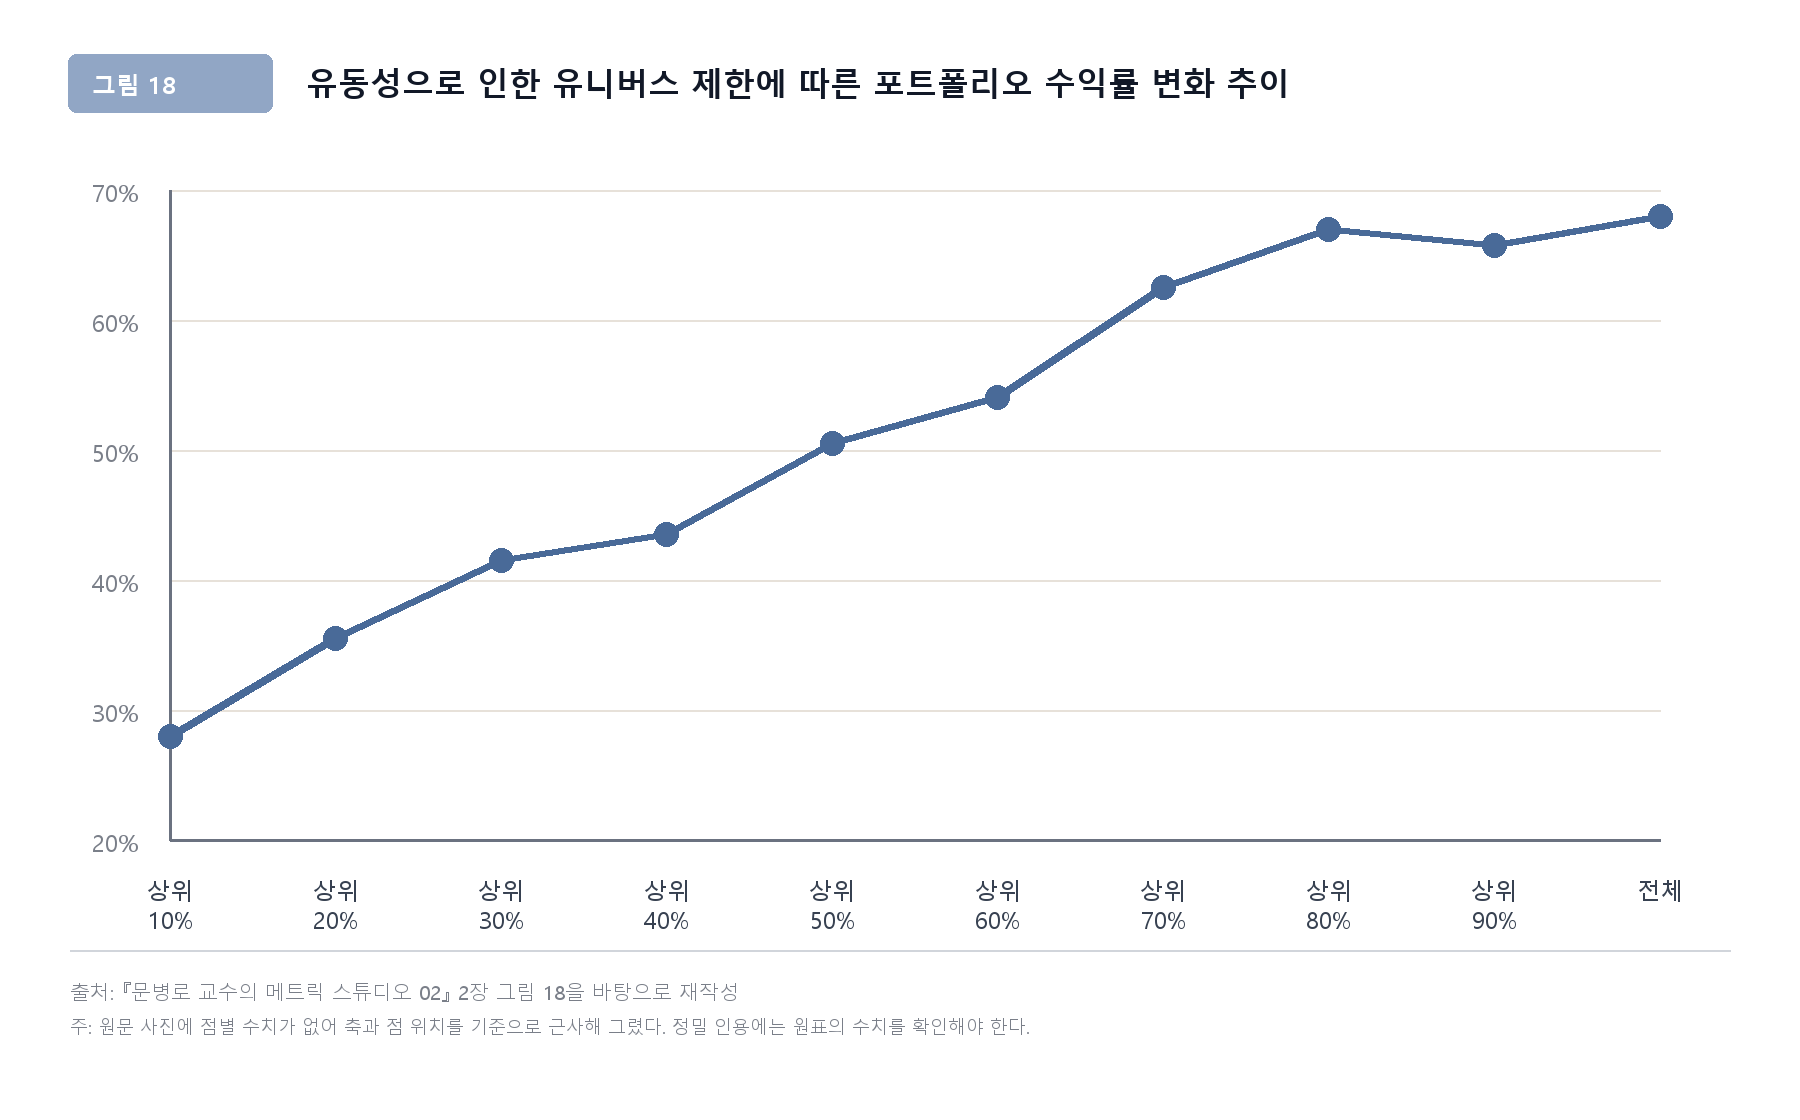 그림 18
유동성으로 인한 유니버스 제한에 따른 포트폴리오 수익률 변화 추이
70%
60%
50%
40%
30%
20%
상위 10%
상위 20%
상위 30%
상위 40%
상위 50%
상위 60%
상위 70%
상위 80%
상위 90%
전체
출처: 『문병로 교수의 메트릭 스튜디오 02』 2장 그림 18을 바탕으로 재작성
주: 원문 사진에 점별 수치가 없어 축과 점 위치를 기준으로 근사해 그렸다. 정밀 인용에는 원표의 수치를 확인해야 한다.